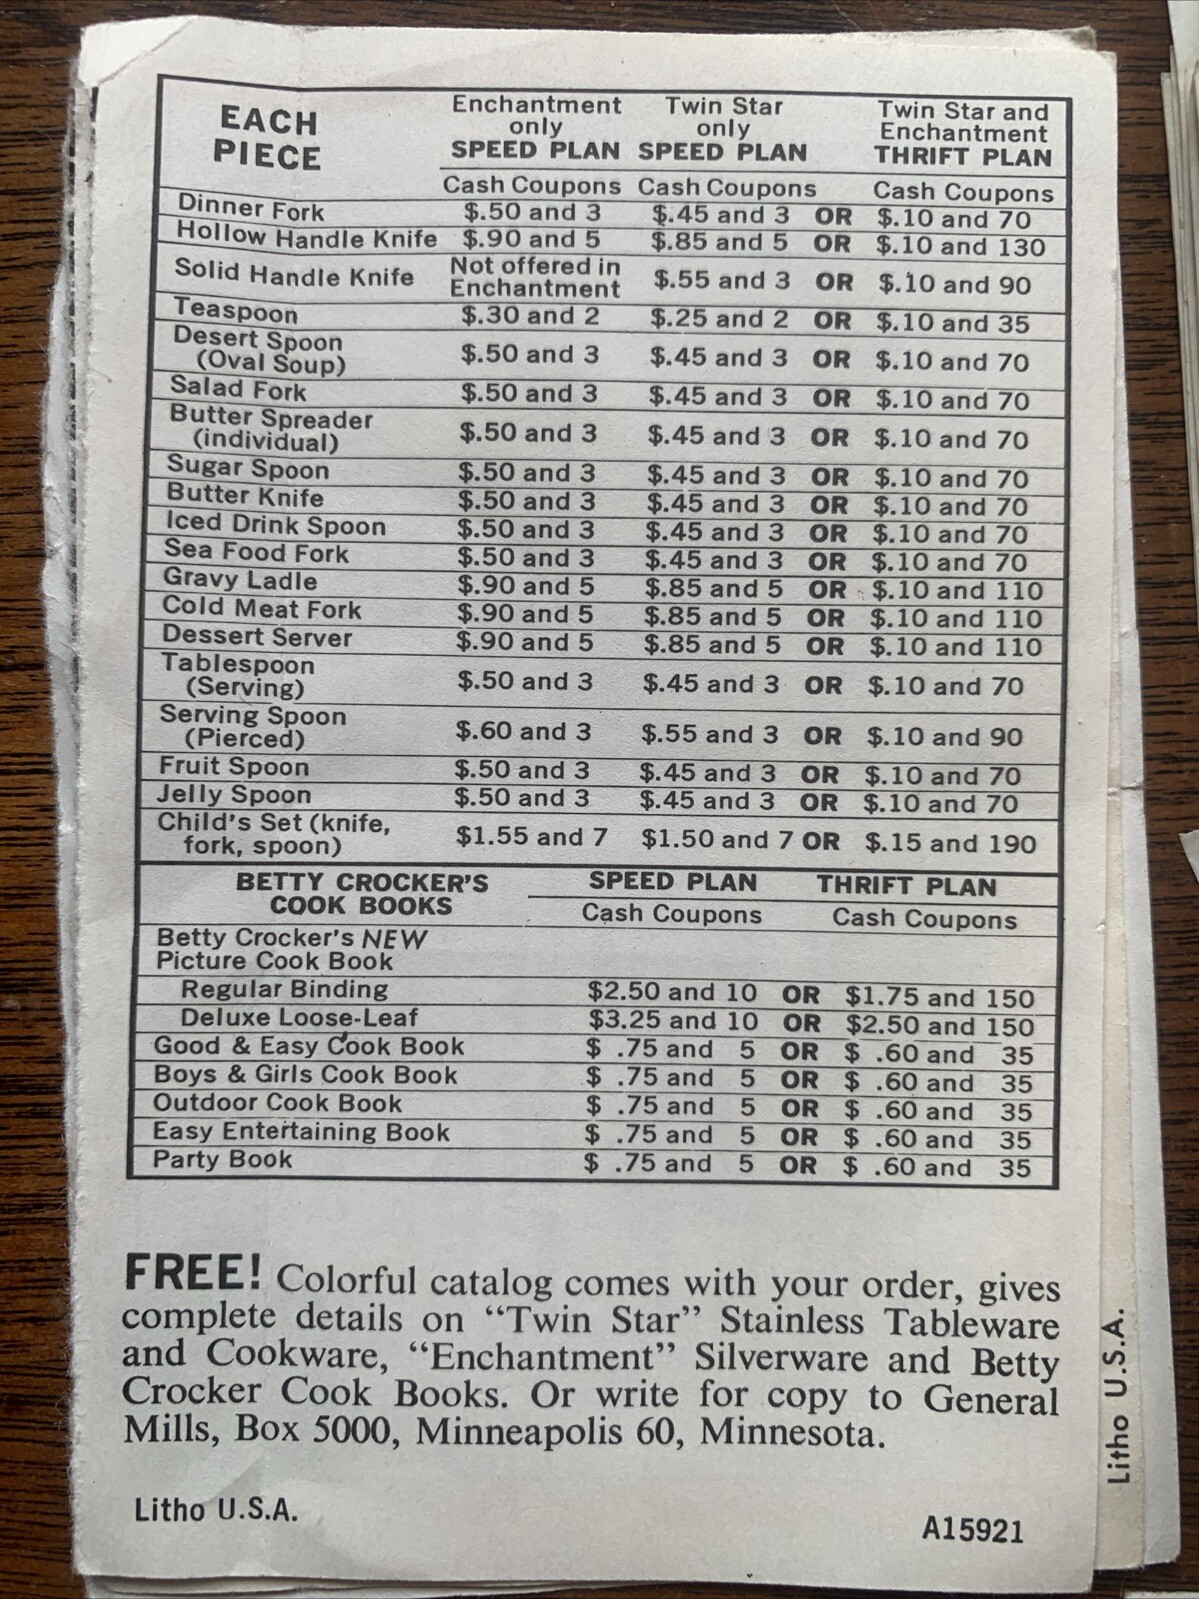 EACH PIECE
Enchantment only SPEED PLAN
Twin Star only SPEED PLAN
Twin Star and Enchantment THRIFT PLAN
Cash Coupons Cash Coupons Cash Coupons
Dinner Fork $.50 and 3 $.45 and 3 OR $.10 and 70
Hollow Handle Knife $.90 and 5 $.85 and 5 OR $.10 and 130
Solid Handle Knife Not offered in Enchantment $.55 and 3 OR $.10 and 90
Teaspoon $.30 and 2 $.25 and 2 OR $.10 and 35
Desert Spoon
(Oval Soup) $.50 and 3 $.45 and 3 OR $.10 and 70
Salad Fork $.50 and 3 $.45 and 3 OR $.10 and 70
Butter Spreader
(individual) $.50 and 3 $.45 and 3 OR $.10 and 70
Sugar Spoon $.50 and 3 $.45 and 3 OR $.10 and 70
Butter Knife $.50 and 3 $.45 and 3 OR $.10 and 70
Iced Drink Spoon $.50 and 3 $.45 and 3 OR $.10 and 70
Sea Food Fork $.50 and 3 $.45 and 3 OR $.10 and 70
Gravy Ladle $.90 and 5 $.85 and 5 OR $.10 and 110
Cold Meat Fork $.90 and 5 $.85 and 5 OR $.10 and 110
Dessert Server $.90 and 5 $.85 and 5 OR $.10 and 110
Tablespoon
(Serving) $.50 and 3 $.45 and 3 OR $.10 and 70
Serving Spoon
(Pierced) $.60 and 3 $.55 and 3 OR $.10 and 90
Fruit Spoon $.50 and 3 $.45 and 3 OR $.10 and 70
Jelly Spoon $.50 and 3 $.45 and 3 OR $.10 and 70
Child's Set (knife,
fork, spoon) $1.55 and 7 $1.50 and 7 OR $.15 and 190
BETTY CROCKER'S SPEED PLAN THRIFT PLAN
COOK BOOKS Cash Coupons Cash Coupons
Betty Crocker's NEW
Picture Cook Book
Regular Binding $2.50 and 10 OR $1.75 and 150
Deluxe Loose-Leaf $3.25 and 10 OR $2.50 and 150
Good & Easy Cook Book $ .75 and 5 OR $ .60 and 35
Boys & Girls Cook Book $ .75 and 5 OR $ .60 and 35
Outdoor Cook Book $ .75 and 5 OR $ .60 and 35
Easy Entertaining Book $ .75 and 5 OR $ .60 and 35
Party Book $ .75 and 5 OR $ .60 and 35
FREE! Colorful catalog comes with your order, gives
complete details on “Twin Star” Stainless Tableware
and Cookware, “Enchantment” Silverware and Betty
Crocker Cook Books. Or write for copy to General
Mills, Box 5000, Minneapolis 60, Minnesota.
Litho U.S.A.
A15921
Litho U.S.A.